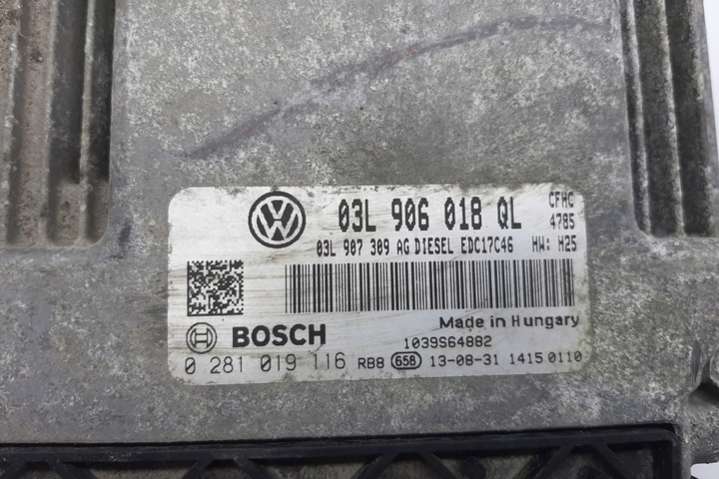 03L 906 018 QL
CFHC
4785
03L 907 309 AG DIESEL EDC17C46 HW: H25
Made in Hungary
BOSCH
1039S64882
0 281 019 116 RB8 658 13-08-31 1415 0110